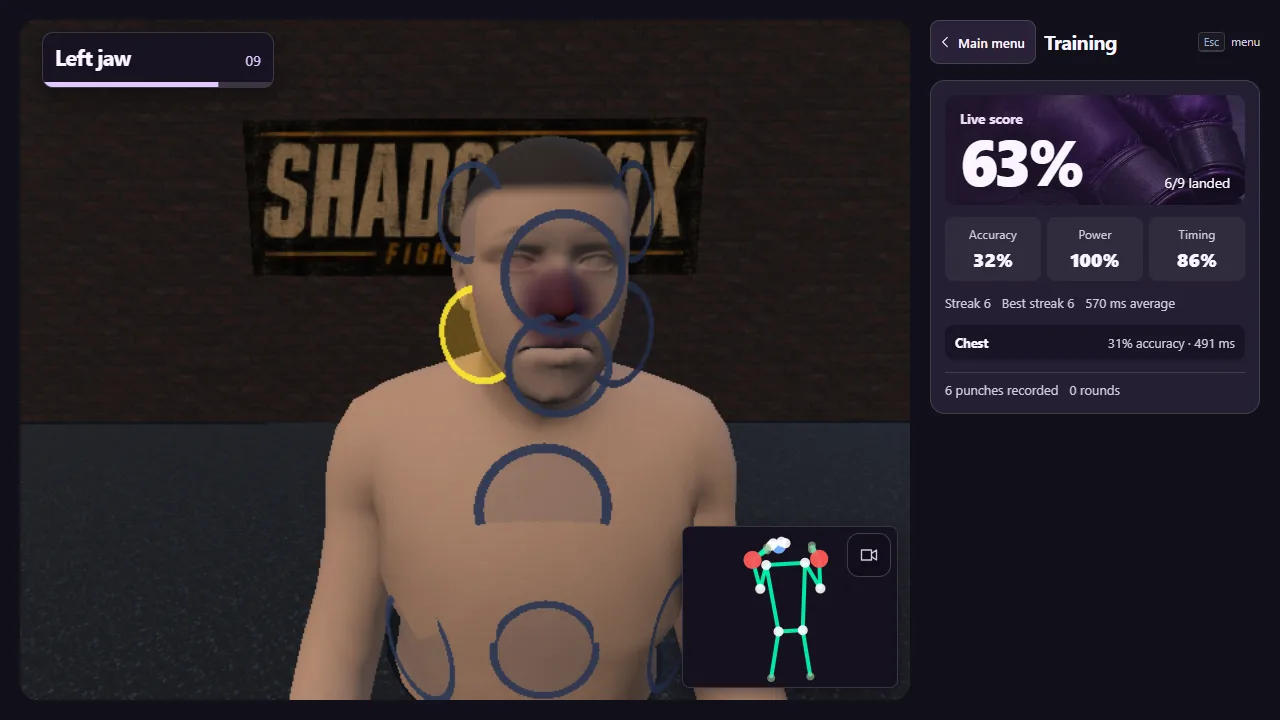 Left jaw 09
SHADOWBOX
FIGH
Main menu
Training
Esc menu
Live score
63%
6/9 landed
Accuracy Power Timing
32% 100% 86%
Streak 6 Best streak 6 570 ms average
Chest 31% accuracy · 491 ms
6 punches recorded 0 rounds